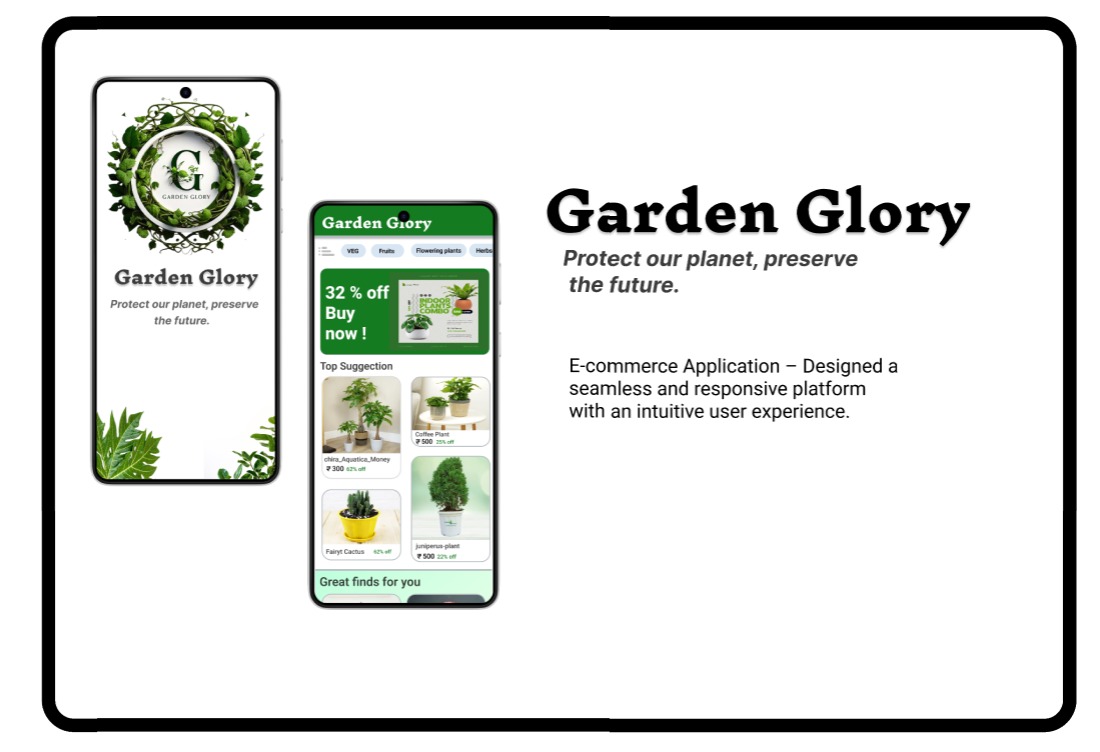 G
GARDEN GLORY
Garden Glory
Protect our planet, preserve
the future.
Garden Glory
VEG
Fruits
Flowering plants
Herbs
32 % off
Buy
now !
INDOOR
PLANTS
COMBO
Top Suggestion
chira_Aquatica_Money
₹ 300 62% off
Coffee Plant
₹ 500 25% off
Fairyt Cactus 62% off
juniperus-plant
₹ 500 22% off
Great finds for you
Garden Glory
Protect our planet, preserve
the future.
E-commerce Application – Designed a
seamless and responsive platform
with an intuitive user experience.